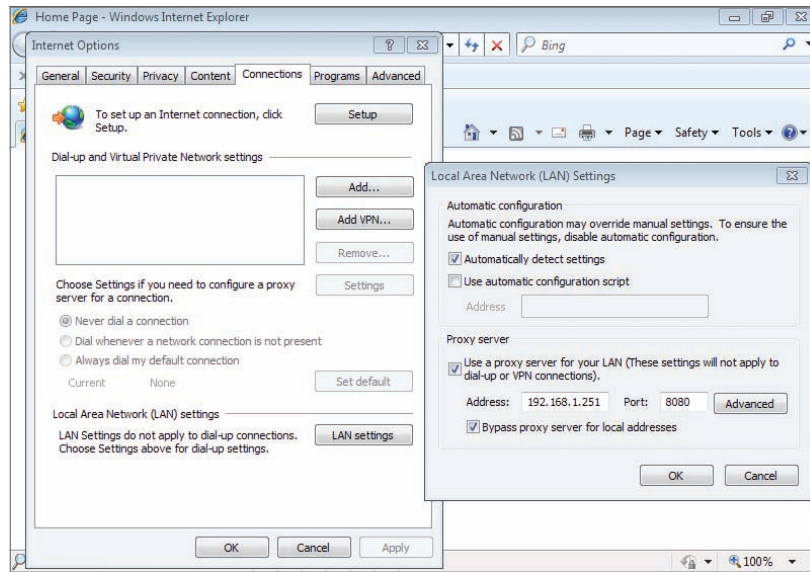 Home Page - Windows Internet Explorer
Internet Options
Bing
General Security Privacy Content Connections Programs Advanced
To set up an Internet connection, click
Setup.
Setup
Page Safety Tools
Dial-up and Virtual Private Network settings
Add...
Add VPN...
Remove...
Choose Settings if you need to configure a proxy
server for a connection.
Settings
Never dial a connection
Dial whenever a network connection is not present
Always dial my default connection
Current None
Set default
Local Area Network (LAN) settings
LAN Settings do not apply to dial-up connections.
Choose Settings above for dial-up settings.
LAN settings
OK Cancel Apply
Local Area Network (LAN) Settings
Automatic configuration
Automatic configuration may override manual settings. To ensure the
use of manual settings, disable automatic configuration.
Automatically detect settings
Use automatic configuration script
Address
Proxy server
Use a proxy server for your LAN (These settings will not apply to
dial-up or VPN connections).
Address: 192.168.1.251 Port: 8080 Advanced
Bypass proxy server for local addresses
OK Cancel
100%